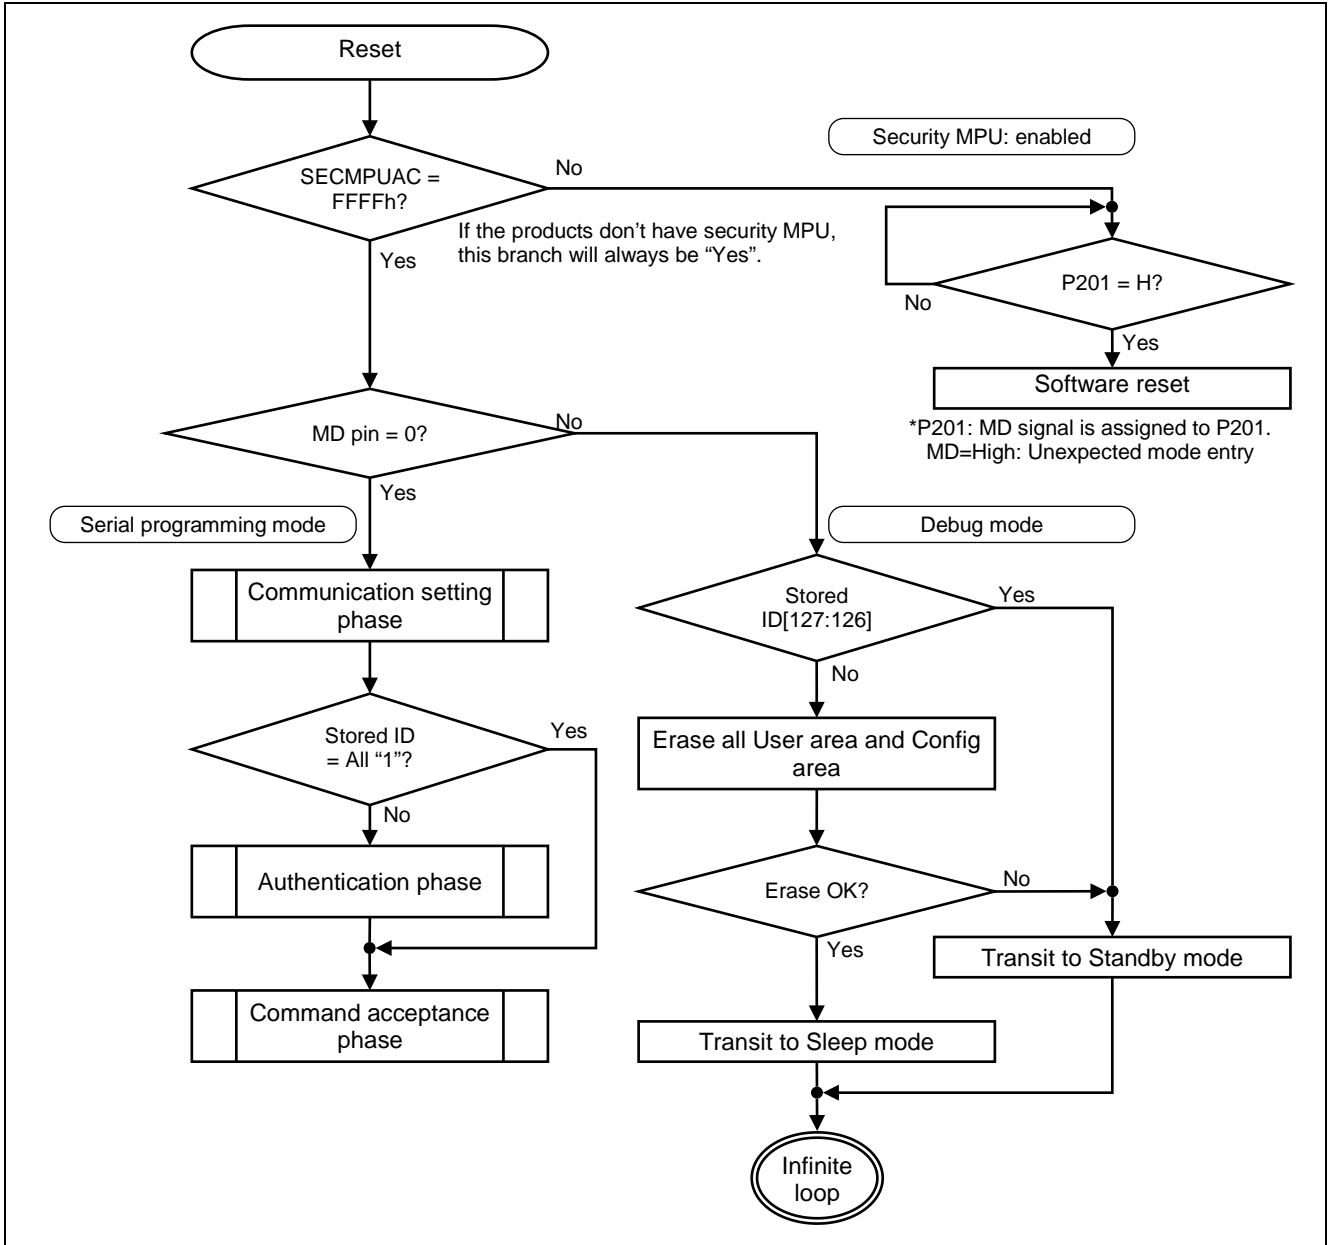 Reset
Security MPU: enabled
SECMPUAC =
FFFFh?
No
If the products don’t have security MPU,
this branch will always be “Yes”.
Yes
P201 = H?
No
Yes
Software reset
*P201: MD signal is assigned to P201.
MD=High: Unexpected mode entry
MD pin = 0?
No
Yes
Serial programming mode
Debug mode
Communication setting
phase
Stored
ID[127:126]
Yes
No
Stored ID
= All “1”?
Yes
No
Erase all User area and Config
area
Authentication phase
Erase OK?
No
Yes
Transit to Standby mode
Command acceptance
phase
Transit to Sleep mode
Infinite
loop